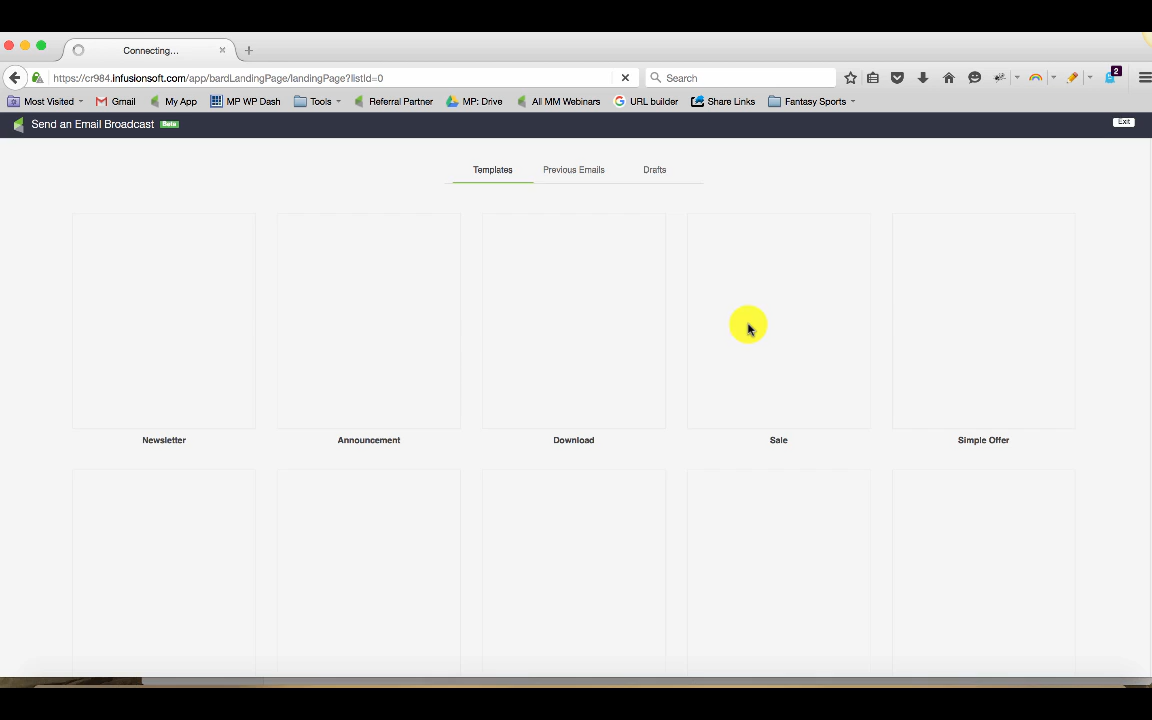 Connecting...
https://cr984.infusionsoft.com/app/bardLandingPage/landingPage?listId=0
Search
2
Most Visited
Gmail
My App
MP WP Dash
Tools
Referral Partner
MP: Drive
All MM Webinars
URL builder
Share Links
Fantasy Sports
Send an Email Broadcast Beta
Exit
Templates
Previous Emails
Drafts
Newsletter
Announcement
Download
Sale
Simple Offer